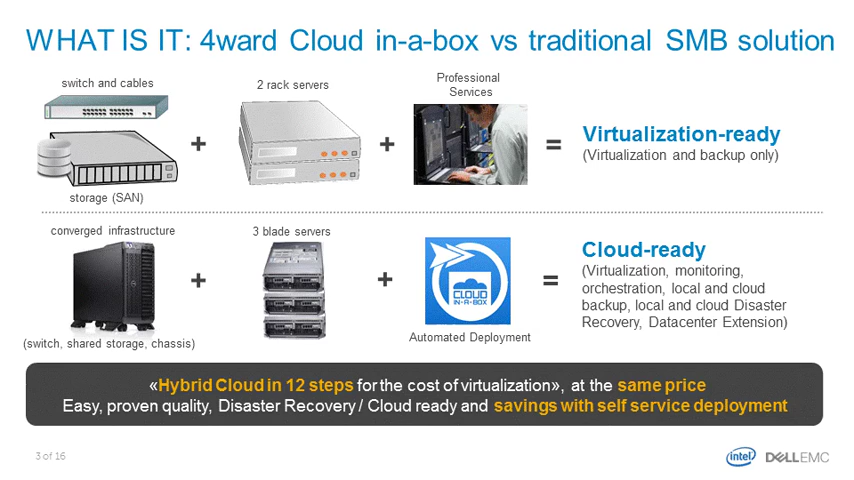 WHAT IS IT: 4ward Cloud in-a-box vs traditional SMB solution
switch and cables
2 rack servers
Professional
Services
+
+
=
Virtualization-ready
(Virtualization and backup only)
storage (SAN)
converged infrastructure
3 blade servers
+
+
CLOUD
IN-A-BOX
=
Cloud-ready
(Virtualization, monitoring,
orchestration, local and cloud
backup, local and cloud Disaster
Recovery, Datacenter Extension)
(switch, shared storage, chassis)
Automated Deployment
«Hybrid Cloud in 12 steps for the cost of virtualization», at the same price
Easy, proven quality, Disaster Recovery / Cloud ready and savings with self service deployment
3 of 16
intel
DELLEMC